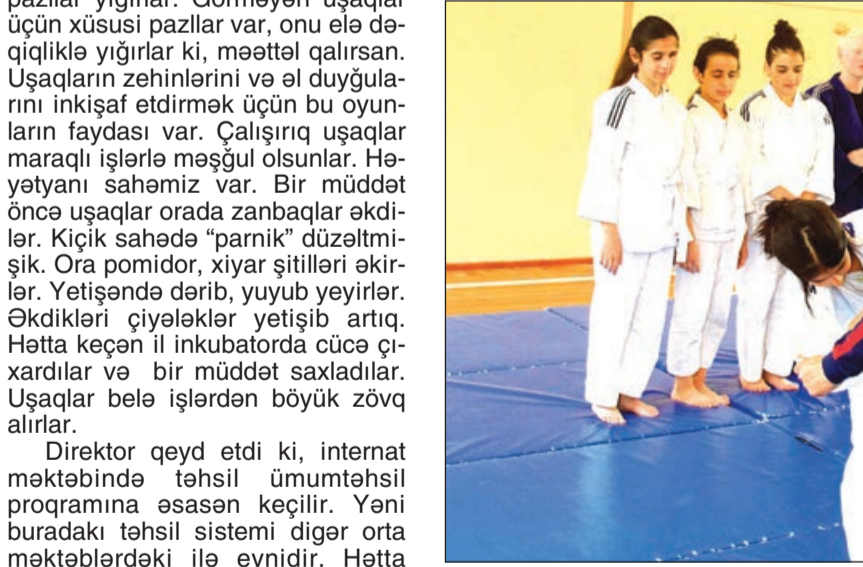 pazllar yığırlar. Görməyən uşaqlar
üçün xüsusi pazllar var, onu elə də-
qiqliklə yığırlar ki, məəttəl qalırsan.
Uşaqların zehinlərini və əl duyğula-
rını inkişaf etdirmək üçün bu oyun-
ların faydası var. Çalışırıq uşaqlar
maraqlı işlərlə məşğul olsunlar. Hə-
yətyanı sahəmiz var. Bir müddət
öncə uşaqlar orada zanbaqlar əkdi-
lər. Kiçik sahədə “parnik” düzəltmi-
şik. Ora pomidor, xiyar şitilləri əkir-
lər. Yetişəndə dərib, yuyub yeyirlər.
Əkdikləri çiyələklər yetişib artıq.
Hətta keçən il inkubatorda cücə çı-
xardılar və bir müddət saxladılar.
Uşaqlar belə işlərdən böyük zövq
alırlar.
Direktor qeyd etdi ki, internat
məktəbində təhsil ümumtəhsil
proqramına əsasən keçilir. Yəni
buradakı təhsil sistemi digər orta
məktəblərdəki ilə eynidir. Hətta